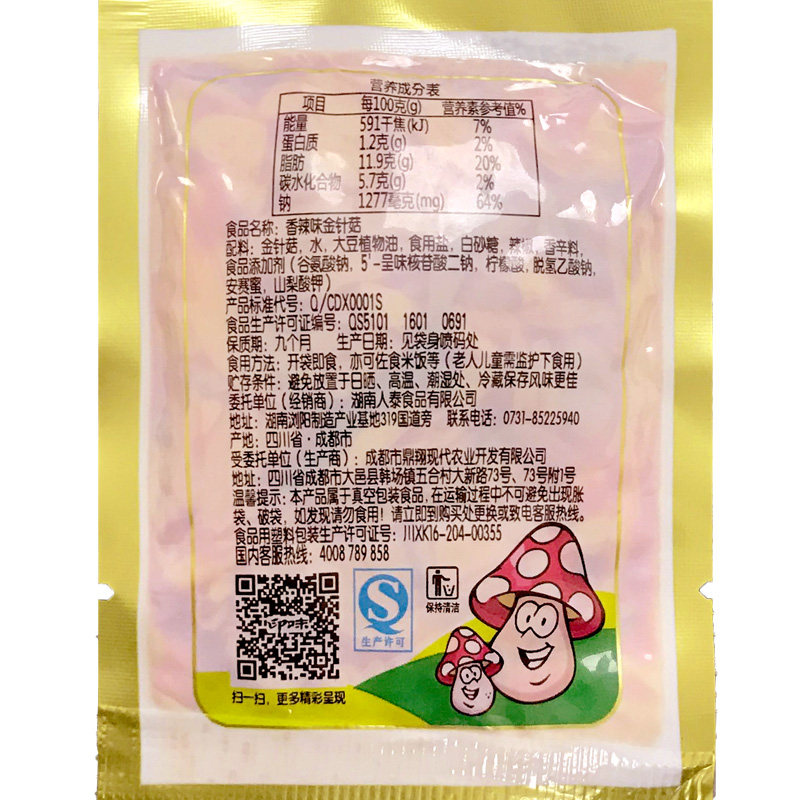 营养成分表
项目 每100克(g) 营养素参考值%
能量 591千焦(kJ) 7%
蛋白质 1.2克(g) 2%
脂肪 11.9克(g) 20%
碳水化合物 5.7克(g) 2%
钠 1277毫克(mg) 64%
食品名称：香辣味金针菇
配料：金针菇，水，大豆植物油，食用盐，白砂糖，辣椒，香辛料，
食品添加剂（谷氨酸钠，5'-呈味核苷酸二钠，柠檬酸，脱氢乙酸钠，
安赛蜜，山梨酸钾）
产品标准代号：Q/CDX0001S
食品生产许可证编号：QS5101 1601 0691
保质期：九个月 生产日期：见袋身喷码处
食用方法：开袋即食，亦可佐食米饭等（老人儿童需监护下食用）
贮存条件：避免放置于日晒、高温、潮湿处、冷藏保存风味更佳
委托单位（经销商）：湖南人泰食品有限公司
地址：湖南浏阳制造产业基地319国道旁 联系电话：0731-85225940
产地：四川省·成都市
受委托单位（生产商）：成都市鼎翔现代农业开发有限公司
地址：四川省成都市大邑县韩场镇五合村大新路73号、73号附1号
温馨提示：本产品属于真空包装食品，在运输过程中不可避免出现胀
袋、破袋，如发现请勿食用！请立即到购买处更换或致电客服热线。
食品用塑料包装生产许可证号：川XK16-204-00355
国内客服热线：4008 789 858
印味
生产许可
保持清洁
扫一扫，更多精彩呈现